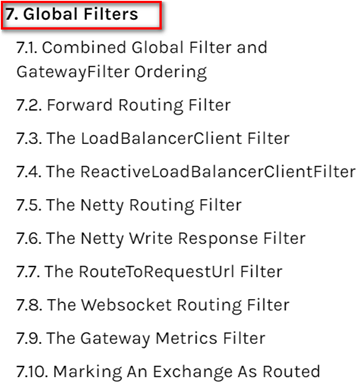 7. Global Filters
7.1. Combined Global Filter and
GatewayFilter Ordering
7.2. Forward Routing Filter
7.3. The LoadBalancerClient Filter
7.4. The ReactiveLoadBalancerClientFilter
7.5. The Netty Routing Filter
7.6. The Netty Write Response Filter
7.7. The RouteToRequestUrl Filter
7.8. The Websocket Routing Filter
7.9. The Gateway Metrics Filter
7.10. Marking An Exchange As Routed